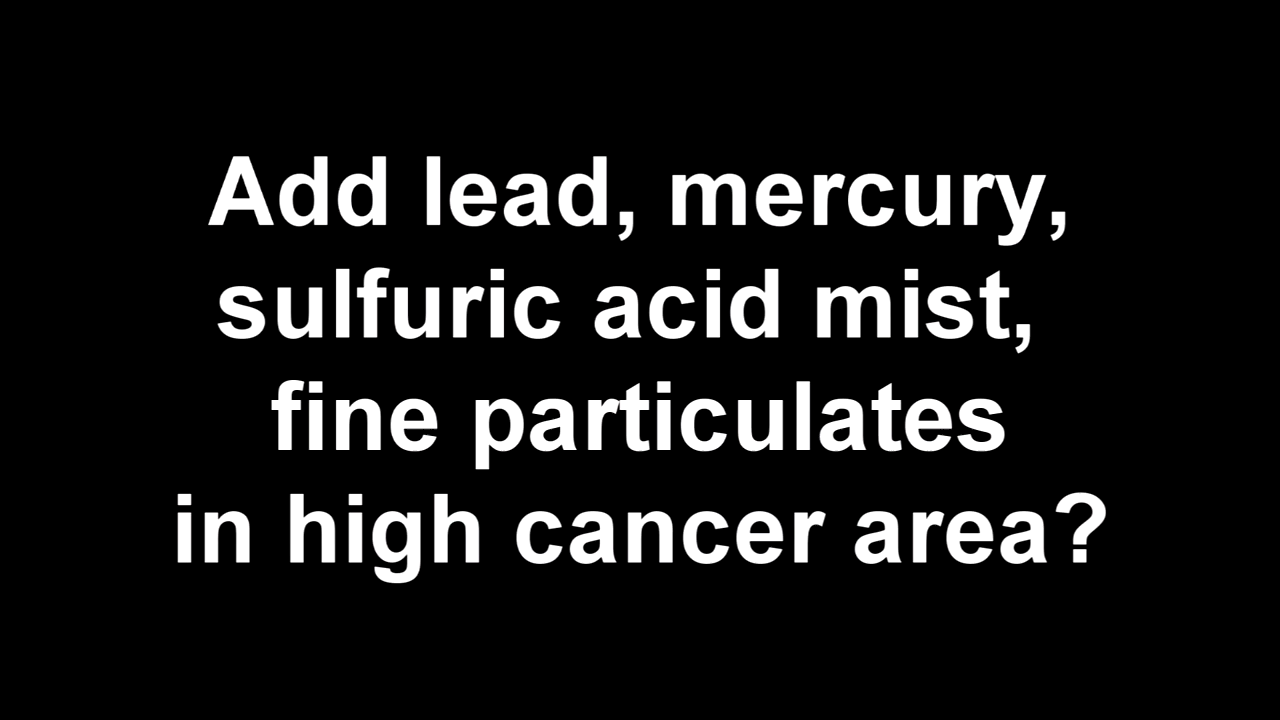 Add lead, mercury,
sulfuric acid mist,
fine particulates
in high cancer area?